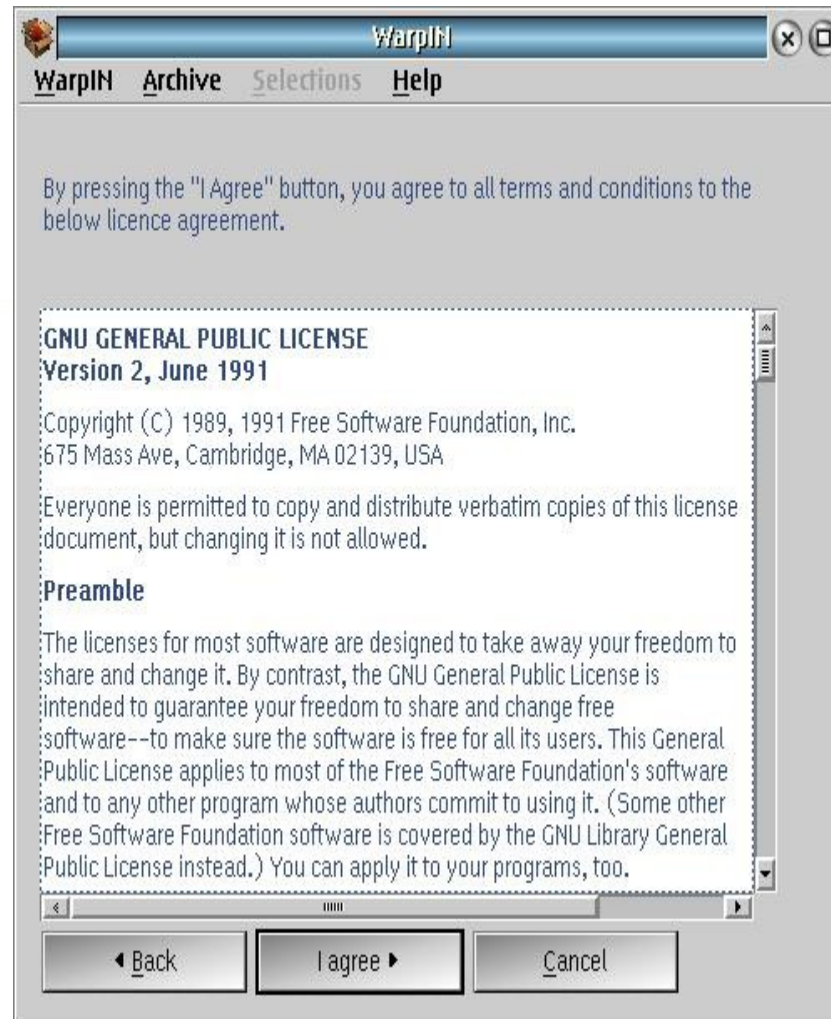 WarpIN
WarpIN Archive Selections Help
By pressing the "I Agree" button, you agree to all terms and conditions to the
below licence agreement.
GNU GENERAL PUBLIC LICENSE
Version 2, June 1991
Copyright (C) 1989, 1991 Free Software Foundation, Inc.
675 Mass Ave, Cambridge, MA 02139, USA
Everyone is permitted to copy and distribute verbatim copies of this license
document, but changing it is not allowed.
Preamble
The licenses for most software are designed to take away your freedom to
share and change it. By contrast, the GNU General Public License is
intended to guarantee your freedom to share and change free
software--to make sure the software is free for all its users. This General
Public License applies to most of the Free Software Foundation's software
and to any other program whose authors commit to using it. (Some other
Free Software Foundation software is covered by the GNU Library General
Public License instead.) You can apply it to your programs, too.
Back I agree Cancel